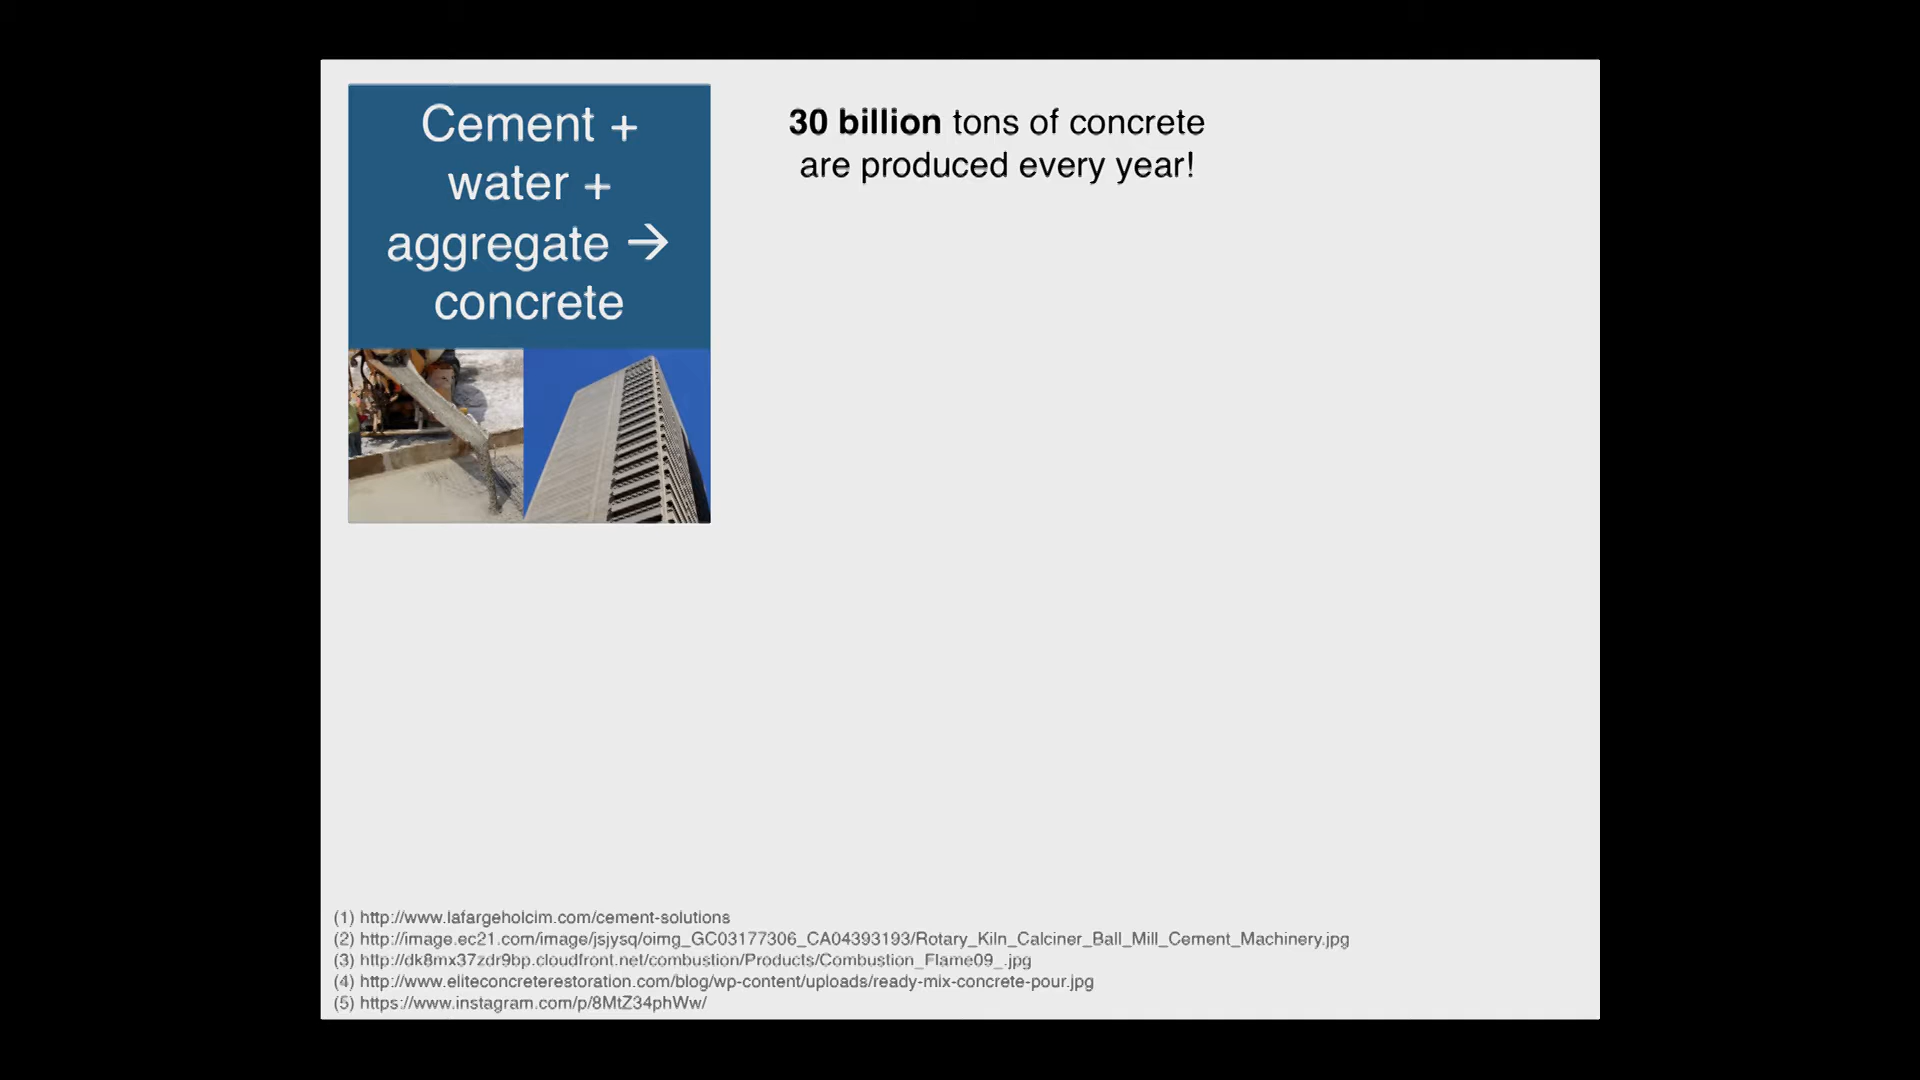 Cement +
water +
aggregate →
concrete
30 billion tons of concrete
are produced every year!
(1) http://www.lafargeholcim.com/cement-solutions
(2) http://image.ec21.com/image/jsjysq/oimg_GC03177306_CA04393193/Rotary_Kiln_Calciner_Ball_Mill_Cement_Machinery.jpg
(3) http://dk8mx37zdr9bp.cloudfront.net/combustion/Products/Combustion_Flame09_.jpg
(4) http://www.eliteconcreterestoration.com/blog/wp-content/uploads/ready-mix-concrete-pour.jpg
(5) https://www.instagram.com/p/8MtZ34phWw/